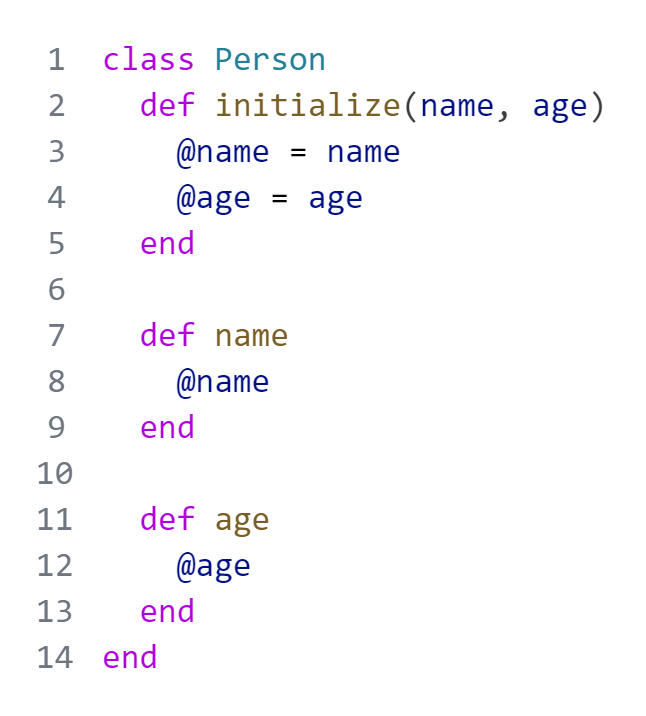 1 class Person
2   def initialize(name, age)
3     @name = name
4     @age = age
5   end
6
7   def name
8     @name
9   end
10
11   def age
12     @age
13   end
14 end